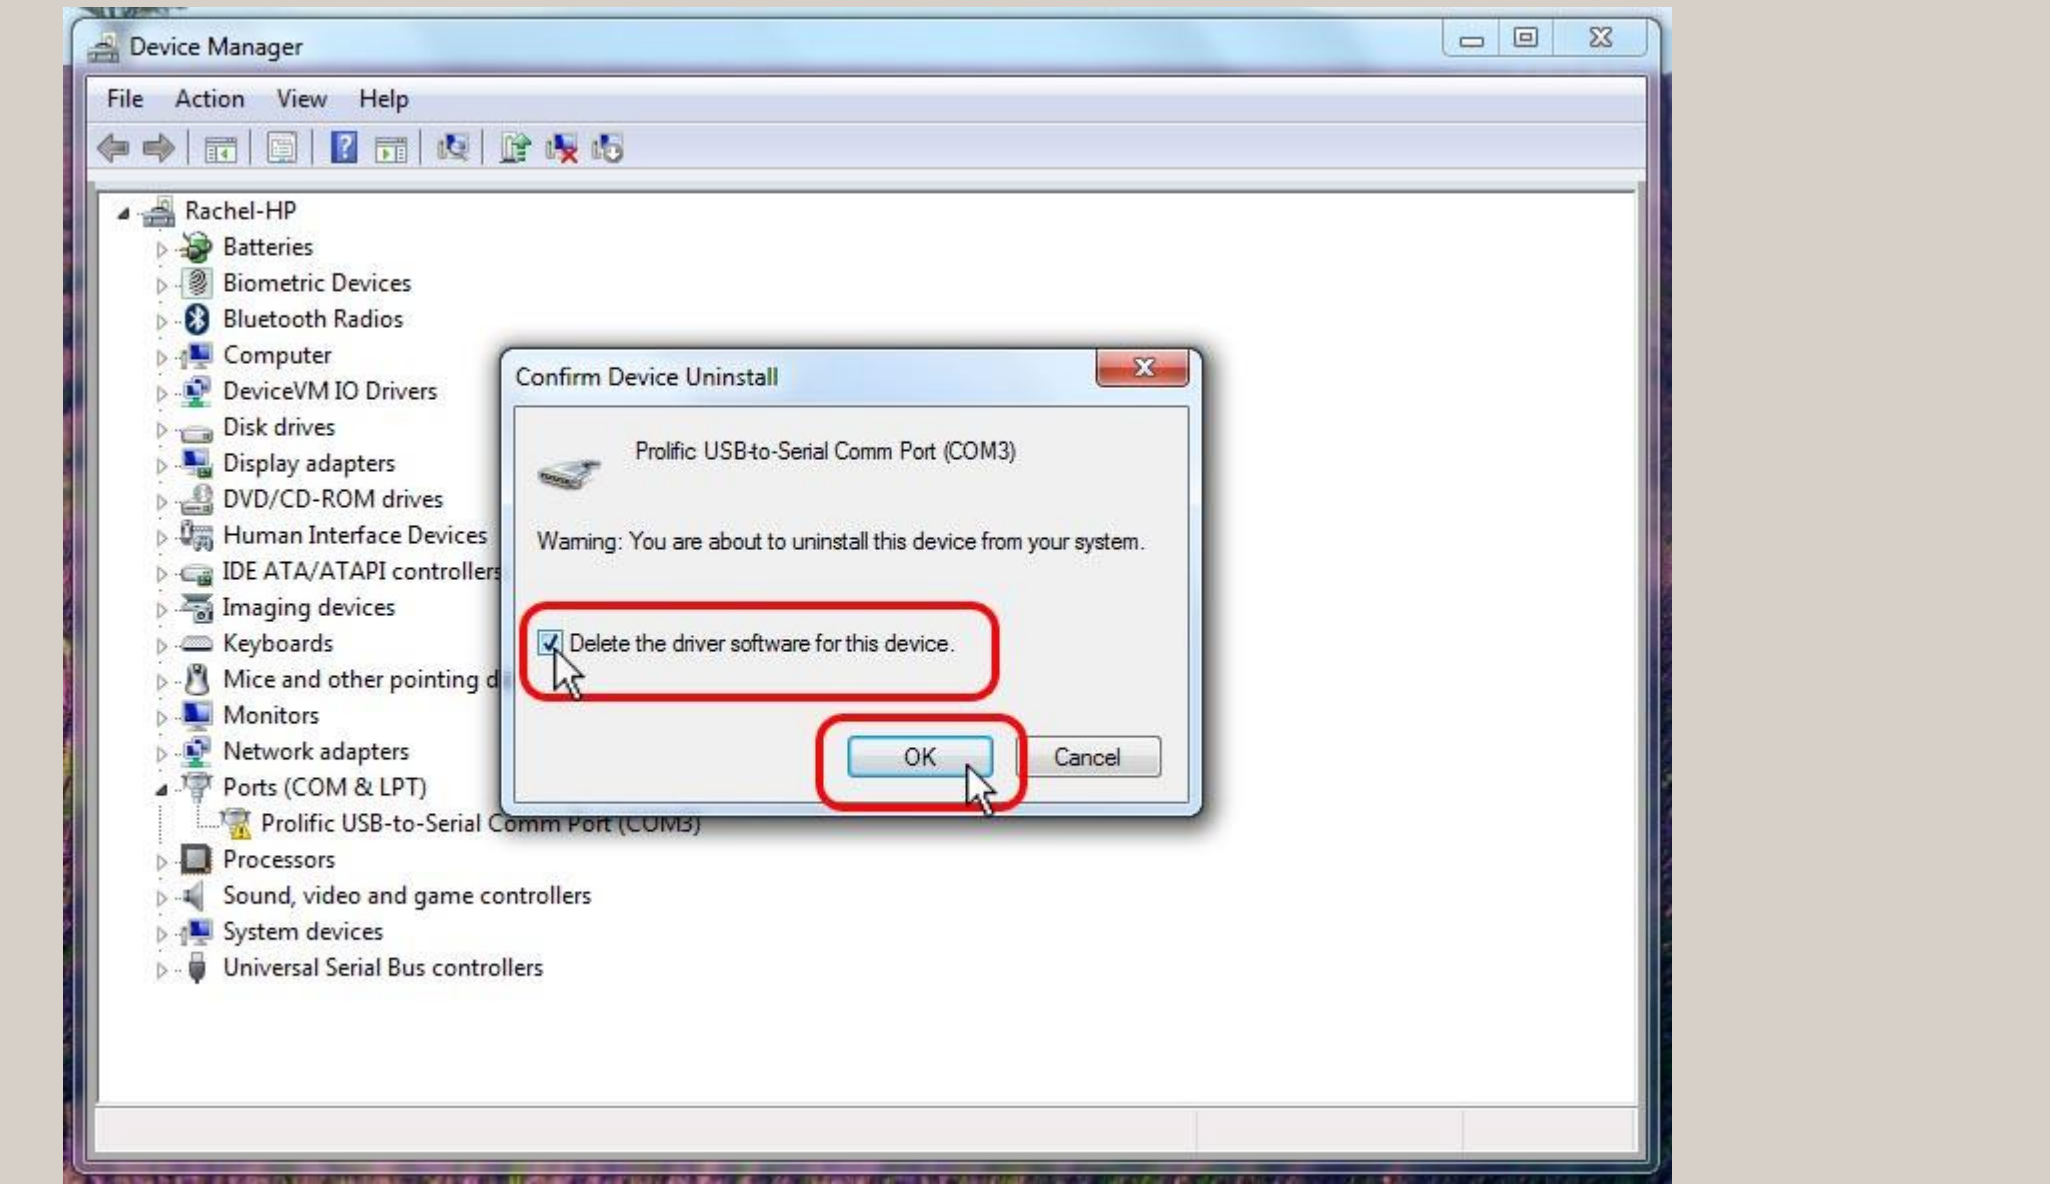 Device Manager
File Action View Help
Rachel-HP
Batteries
Biometric Devices
Bluetooth Radios
Computer
DeviceVM IO Drivers
Disk drives
Display adapters
DVD/CD-ROM drives
Human Interface Devices
IDE ATA/ATAPI controllers
Imaging devices
Keyboards
Mice and other pointing d
Monitors
Network adapters
Ports (COM & LPT)
Prolific USB-to-Serial Comm Port (COM3)
Processors
Sound, video and game controllers
System devices
Universal Serial Bus controllers
Confirm Device Uninstall
Prolific USB-to-Serial Comm Port (COM3)
Warning: You are about to uninstall this device from your system.
Delete the driver software for this device.
OK Cancel